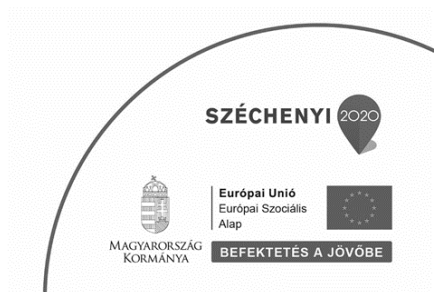 SZÉCHENYI 2020
Európai Unió
Európai Szociális
Alap
MAGYARORSZÁG
KORMÁNYA
BEFEKTETÉS A JÖVŐBE